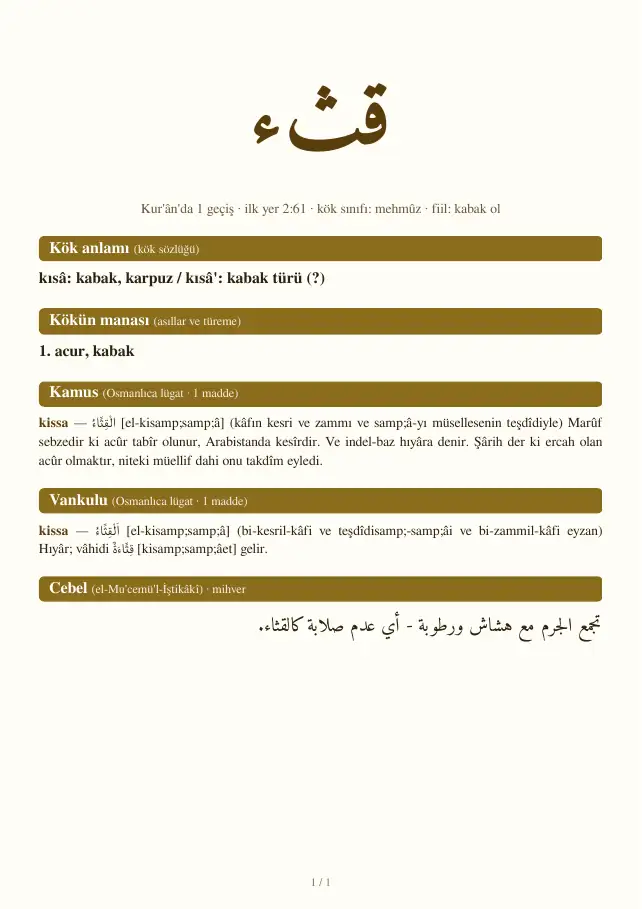 قثء
Kur'ân'da 1 geçiş · ilk yer 2:61 · kök sınıfı: mehmûz · fiil: kabak ol
Kök anlamı (kök sözlüğü)
kısâ: kabak, karpuz / kısâ': kabak türü (?)
Kökün manası (asıllar ve türeme)
1. acur, kabak
Kamus (Osmanlıca lügat · 1 madde)
kissa — الْقِثَّاءُ [el-kisamp;samp;â] (kâfın kesri ve zammı ve samp;â-yı müsellesenin teşdîdiyle) Marûf
sebzedir ki acûr tabîr olunur, Arabistanda kesîrdir. Ve indel-baz hıyâra denir. Şârih der ki ercah olan
acûr olmaktır, niteki müellif dahi onu takdîm eyledi.
Vankulu (Osmanlıca lügat · 1 madde)
kissa — اَلْقِثَّاءُ [el-kisamp;samp;â] (bi-kesril-kâfi ve teşdîdisamp;-samp;âi ve bi-zammil-kâfi eyzan)
Hıyâr; vâhidi قِثَّاءَةٌ [kisamp;samp;âet] gelir.
Cebel (el-Mu'cemü'l-İştikâkî) · mihver
تجمع الجرم مع هشاش ورطوبة - أي عدم صلابة كالقثاء.
1 / 1